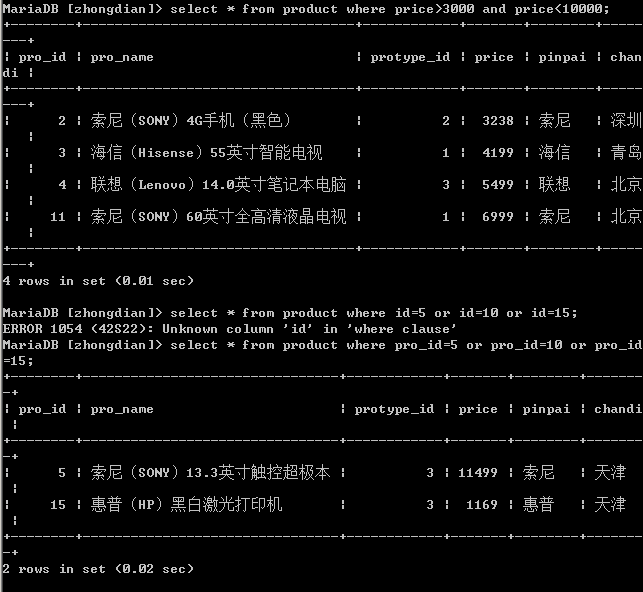 MariaDB [zhongdian]> select * from product where price>3000 and price<10000;
+--------+----------------------------------+------------+-------+--------+-----
---+
| pro_id | pro_name                         | protype_id | price | pinpai | chan
di |
+--------+----------------------------------+------------+-------+--------+-----
---+
|      2 | 索尼（SONY）4G手机（黑色）       |          2 |  3238 | 索尼   | 深圳
   |
|      3 | 海信（Hisense）55英寸智能电视    |          1 |  4199 | 海信   | 青岛
   |
|      4 | 联想（Lenovo）14.0英寸笔记本电脑 |          3 |  5499 | 联想   | 北京
   |
|     11 | 索尼（SONY）60英寸全高清液晶电视 |          1 |  6999 | 索尼   | 北京
   |
+--------+----------------------------------+------------+-------+--------+-----
---+
4 rows in set (0.01 sec)
MariaDB [zhongdian]> select * from product where id=5 or id=10 or id=15;
ERROR 1054 (42S22): Unknown column 'id' in 'where clause'
MariaDB [zhongdian]> select * from product where pro_id=5 or pro_id=10 or pro_id
=15;
+--------+--------------------------------+------------+-------+--------+-------
-+
| pro_id | pro_name                       | protype_id | price | pinpai | chandi
 |
+--------+--------------------------------+------------+-------+--------+-------
-+
|      5 | 索尼（SONY）13.3英寸触控超极本 |          3 | 11499 | 索尼   | 天津
 |
|     15 | 惠普（HP）黑白激光打印机       |          3 |  1169 | 惠普   | 天津
 |
+--------+--------------------------------+------------+-------+--------+-------
-+
2 rows in set (0.02 sec)